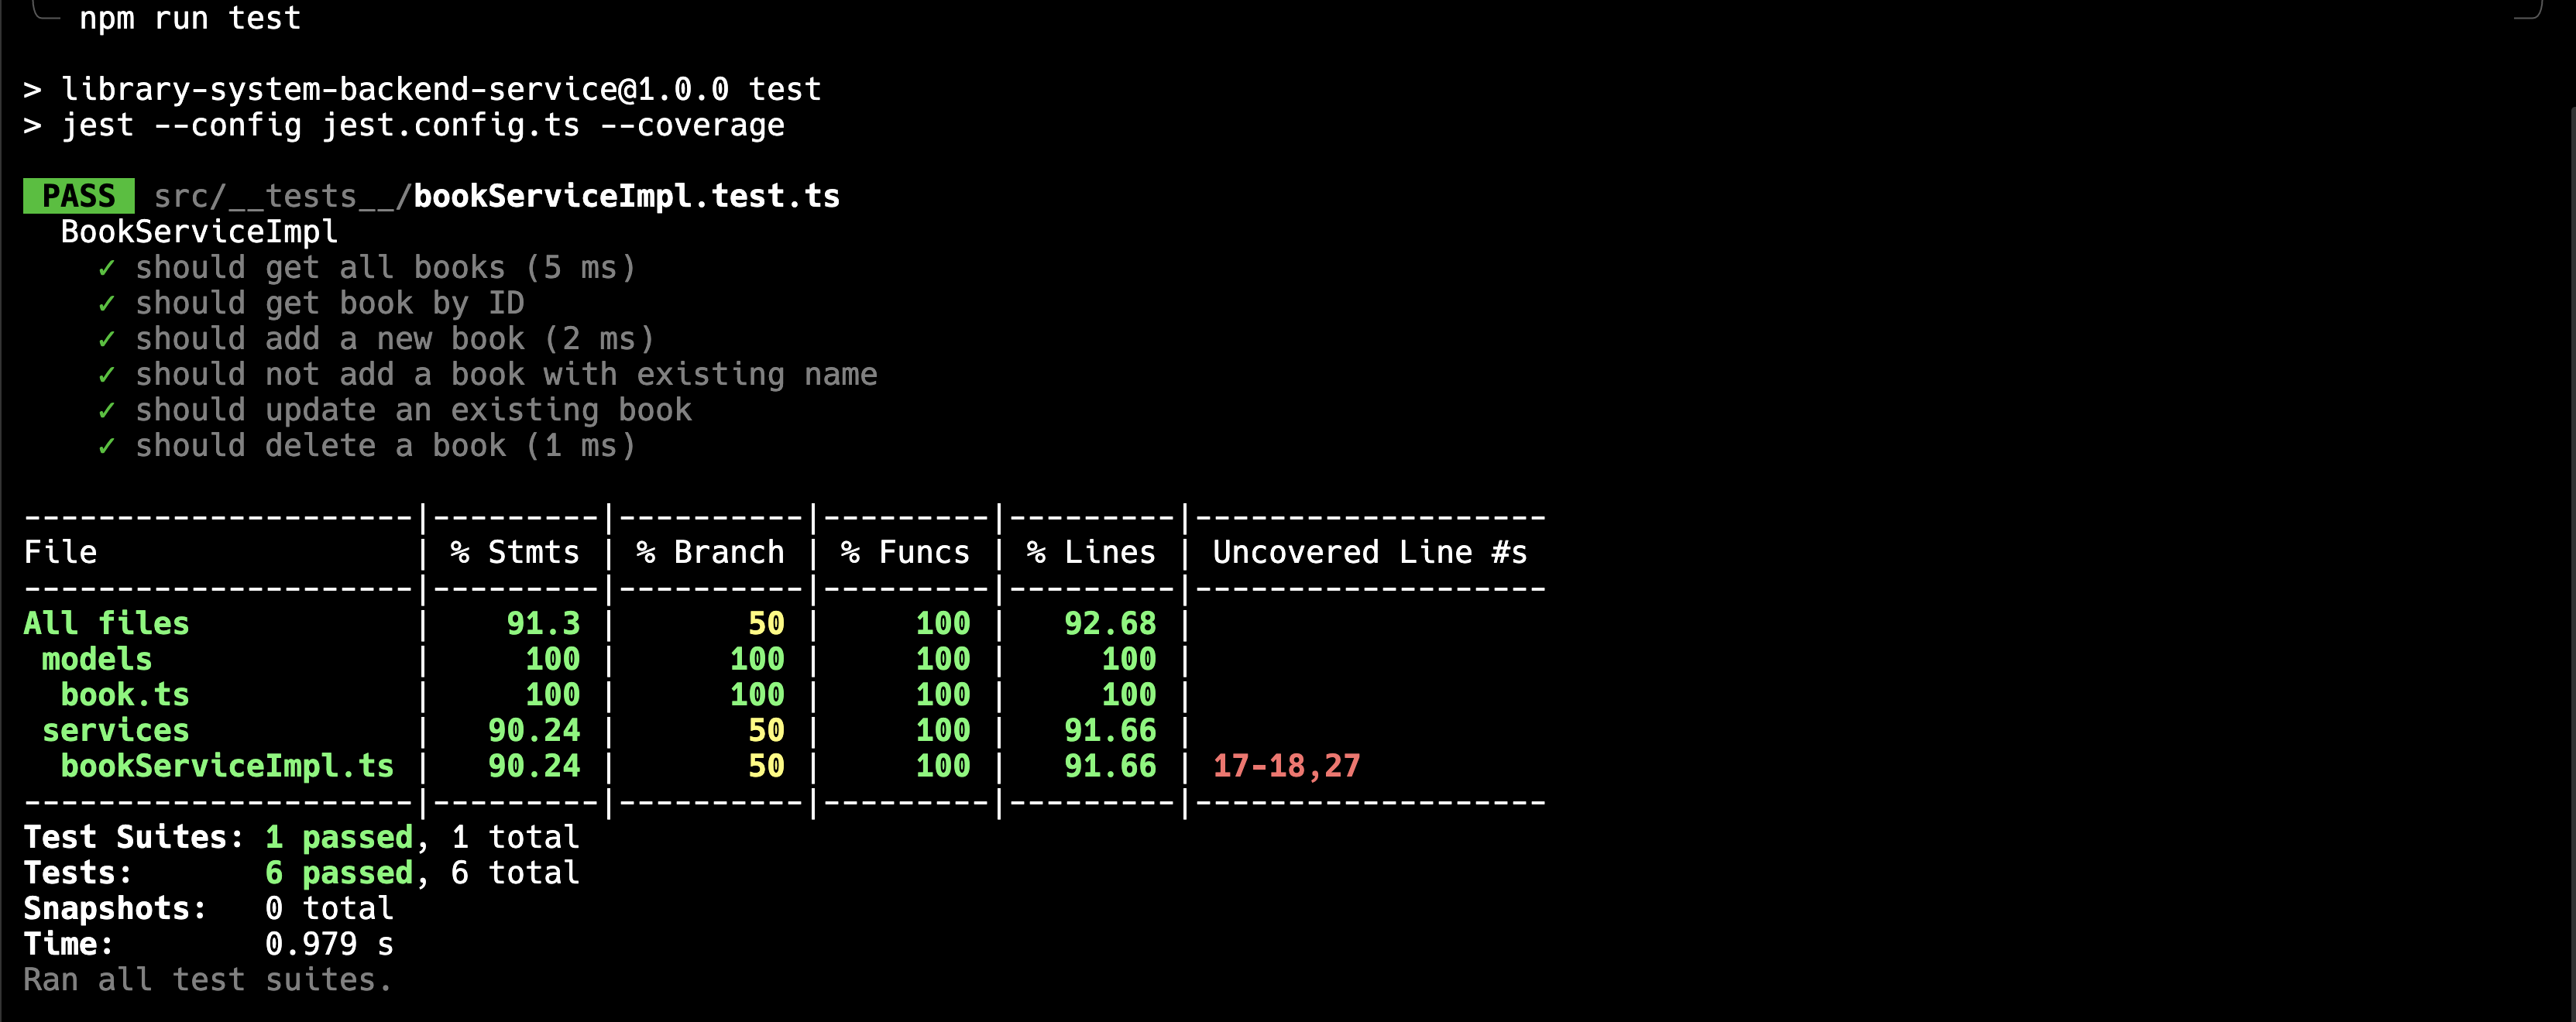 npm run test
> library-system-backend-service@1.0.0 test
> jest --config jest.config.ts --coverage
PASS src/__tests__/bookServiceImpl.test.ts
BookServiceImpl
✓ should get all books (5 ms)
✓ should get book by ID
✓ should add a new book (2 ms)
✓ should not add a book with existing name
✓ should update an existing book
✓ should delete a book (1 ms)
---------------------|---------|----------|---------|---------|-------------------
File                 | % Stmts | % Branch | % Funcs | % Lines | Uncovered Line #s
---------------------|---------|----------|---------|---------|-------------------
All files            |    91.3 |       50 |     100 |   92.68 |
 models              |     100 |      100 |     100 |     100 |
  book.ts            |     100 |      100 |     100 |     100 |
 services            |   90.24 |       50 |     100 |   91.66 |
  bookServiceImpl.ts |   90.24 |       50 |     100 |   91.66 | 17-18,27
---------------------|---------|----------|---------|---------|-------------------
Test Suites: 1 passed, 1 total
Tests:       6 passed, 6 total
Snapshots:   0 total
Time:        0.979 s
Ran all test suites.